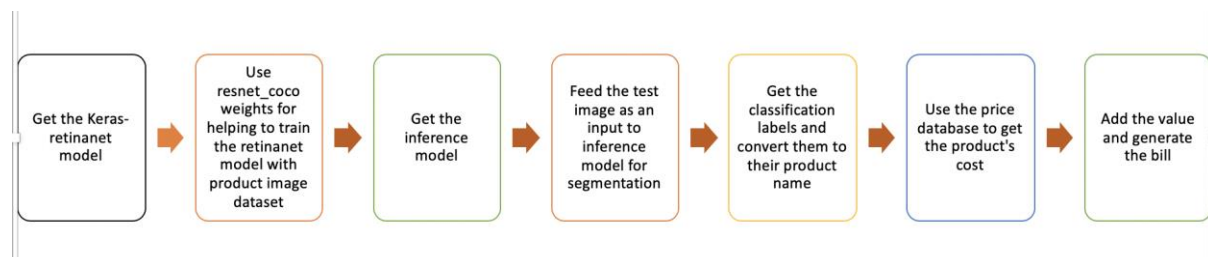 Get the Keras-
retinanet
model
Use
resnet_coco
weights for
helping to train
the retinanet
model with
product image
dataset
Get the
inference
model
Feed the test
image as an
input to
inference
model for
segmentation
Get the
classification
labels and
convert them to
their product
name
Use the price
database to get
the product's
cost
Add the value
and generate
the bill